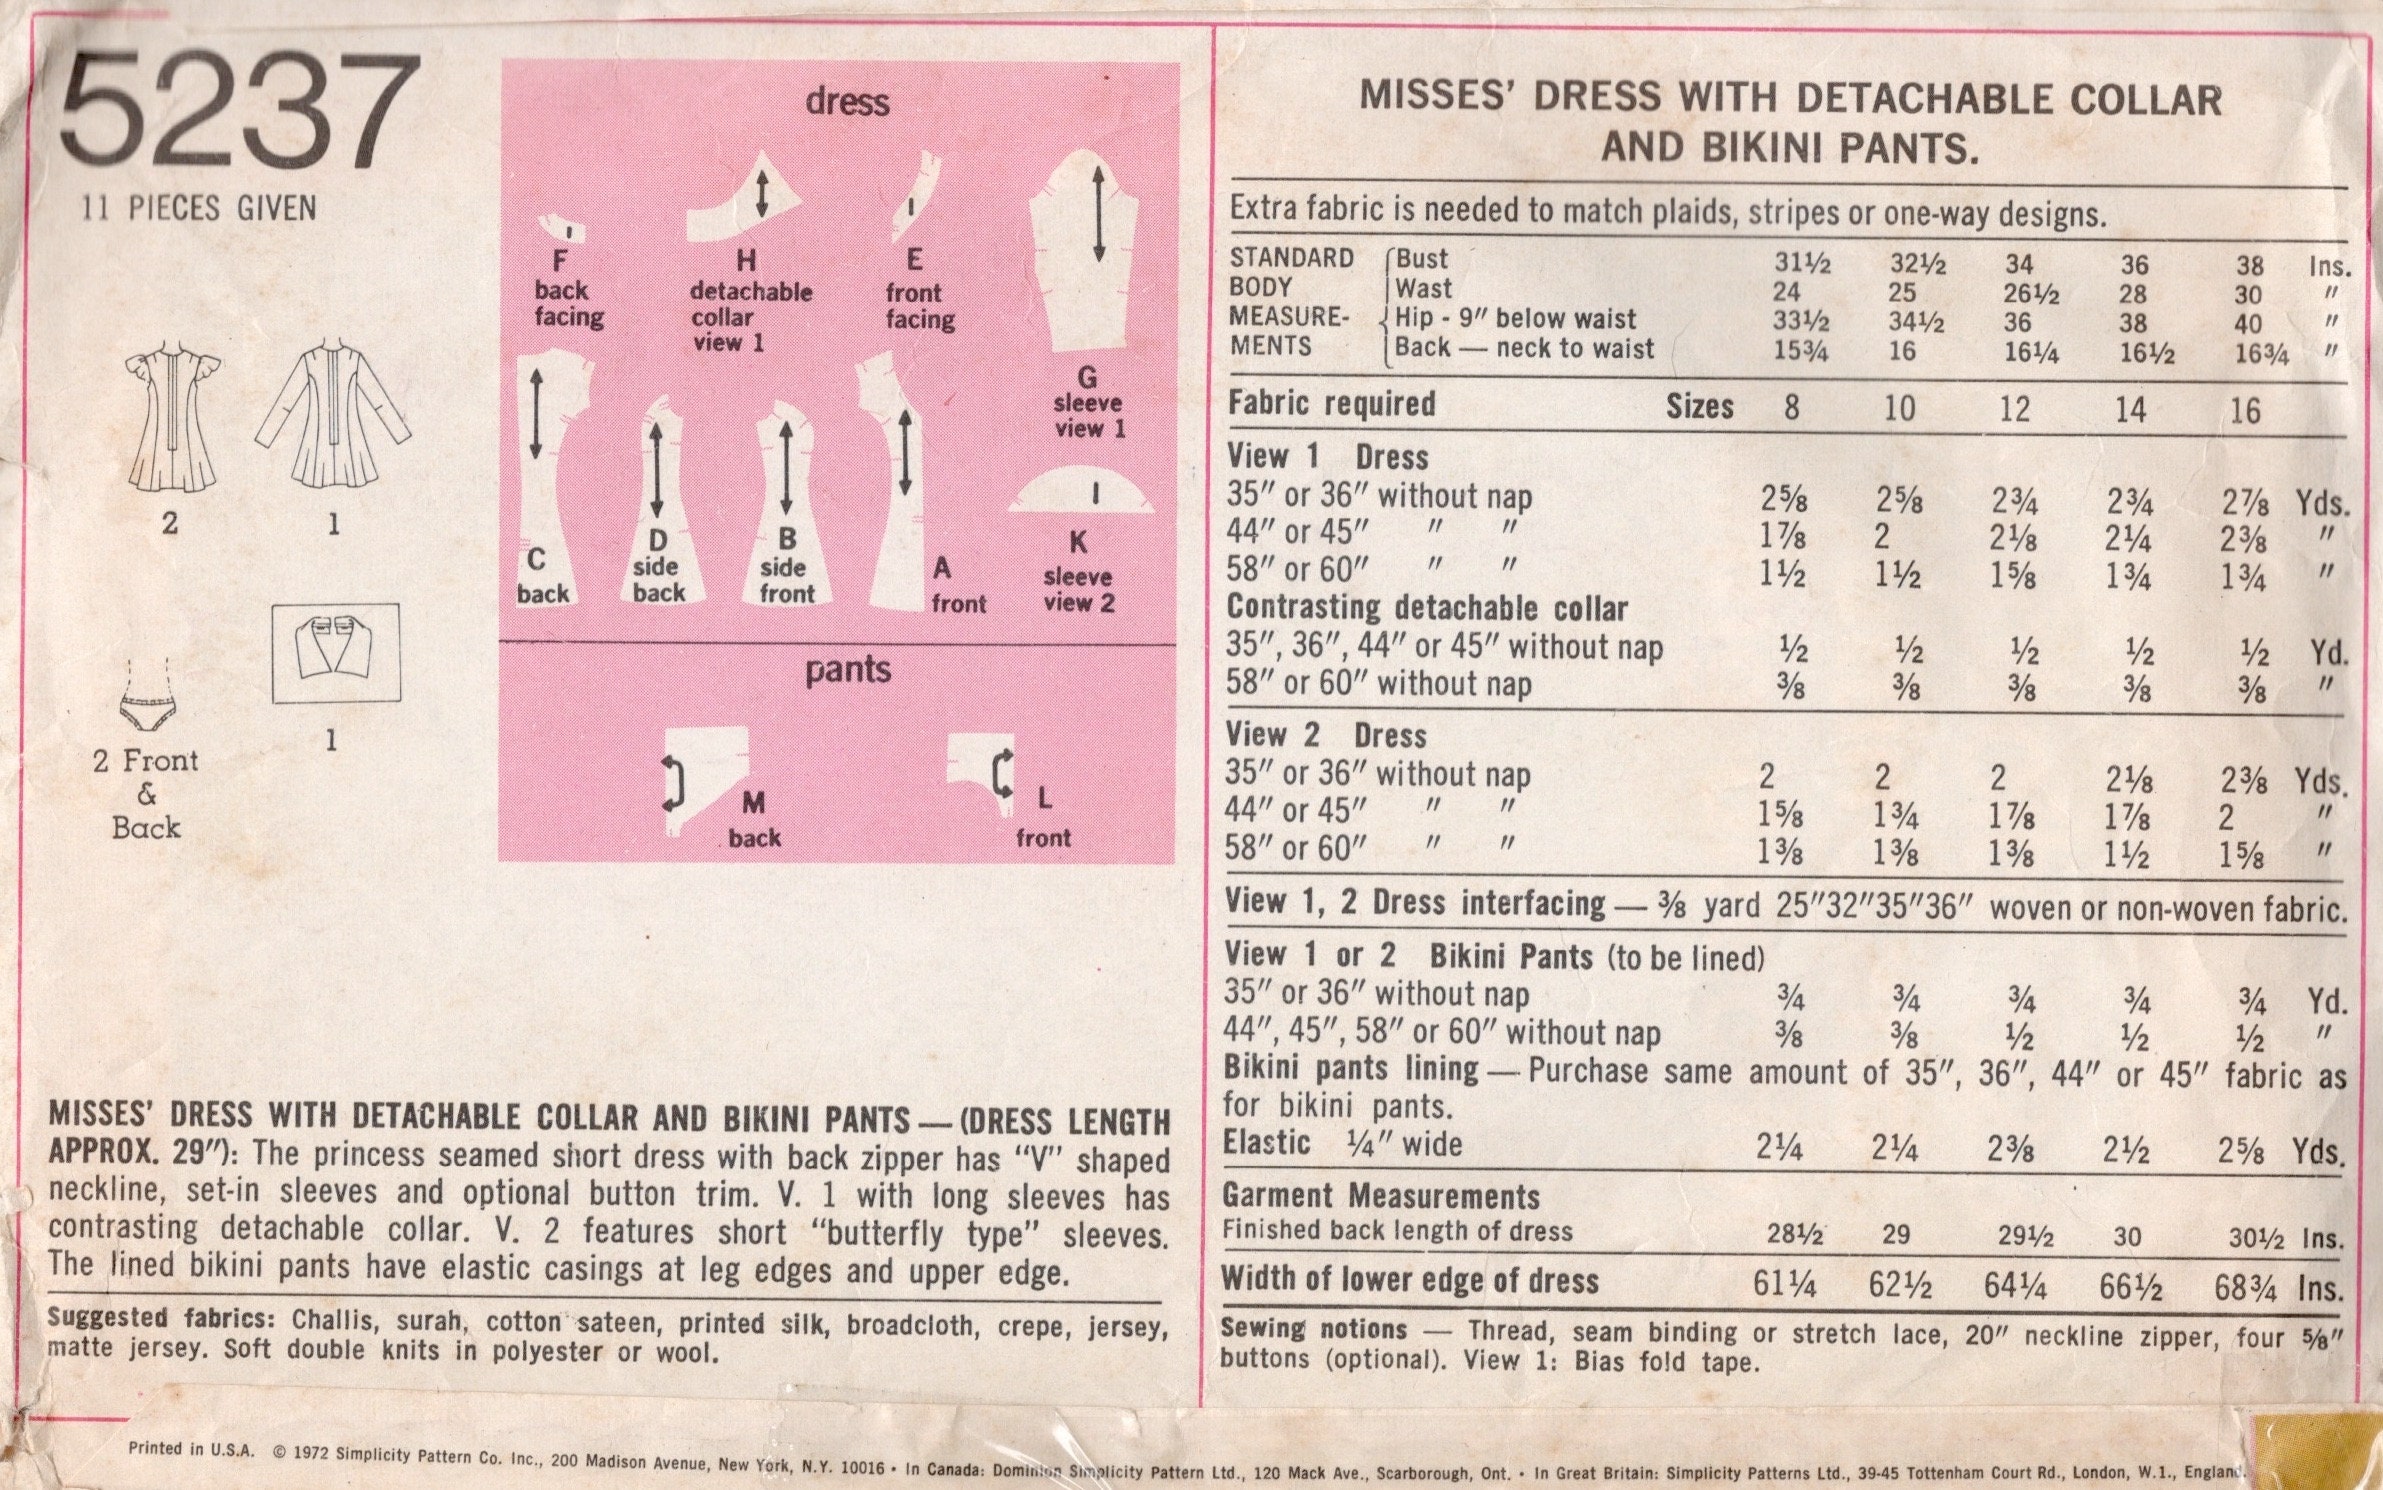 5237
11 PIECES GIVEN
2
1
2 Front
&
Back
1
dress
F
back
facing
H
detachable
collar
view 1
E
front
facing
G
sleeve
view 1
C
back
D
side
back
B
side
front
A
front
K
sleeve
view 2
pants
M
back
L
front
MISSES' DRESS WITH DETACHABLE COLLAR AND BIKINI PANTS — (DRESS LENGTH
APPROX. 29″): The princess seamed short dress with back zipper has "V" shaped
neckline, set-in sleeves and optional button trim. V. 1 with long sleeves has
contrasting detachable collar. V. 2 features short "butterfly type" sleeves.
The lined bikini pants have elastic casings at leg edges and upper edge.
Suggested fabrics: Challis, surah, cotton sateen, printed silk, broadcloth, crepe, jersey,
matte jersey. Soft double knits in polyester or wool.
MISSES' DRESS WITH DETACHABLE COLLAR
AND BIKINI PANTS.
Extra fabric is needed to match plaids, stripes or one-way designs.
STANDARD Bust 31½ 32½ 34 36 38 Ins.
BODY Wast 24 25 26½ 28 30 ″
MEASURE- Hip - 9″ below waist 33½ 34½ 36 38 40 ″
MENTS Back — neck to waist 15¾ 16 16¼ 16½ 16¾ ″
Fabric required Sizes 8 10 12 14 16
View 1 Dress
35″ or 36″ without nap 2⅝ 2⅝ 2¾ 2¾ 2⅞ Yds.
44″ or 45″ ″ ″ 1⅞ 2 2⅛ 2¼ 2⅜ ″
58″ or 60″ ″ ″ 1½ 1½ 1⅝ 1¾ 1¾ ″
Contrasting detachable collar
35″, 36″, 44″ or 45″ without nap ½ ½ ½ ½ ½ Yd.
58″ or 60″ without nap ⅜ ⅜ ⅜ ⅜ ⅜ ″
View 2 Dress
35″ or 36″ without nap 2 2 2 2⅛ 2⅜ Yds.
44″ or 45″ ″ ″ 1⅝ 1¾ 1⅞ 1⅞ 2 ″
58″ or 60″ ″ ″ 1⅜ 1⅜ 1⅜ 1½ 1⅝ ″
View 1, 2 Dress interfacing — ⅜ yard 25″32″35″36″ woven or non-woven fabric.
View 1 or 2 Bikini Pants (to be lined)
35″ or 36″ without nap ¾ ¾ ¾ ¾ ¾ Yd.
44″, 45″, 58″ or 60″ without nap ⅜ ⅜ ½ ½ ½ ″
Bikini pants lining — Purchase same amount of 35″, 36″, 44″ or 45″ fabric as
for bikini pants.
Elastic ¼″ wide 2¼ 2¼ 2⅜ 2½ 2⅝ Yds.
Garment Measurements
Finished back length of dress 28½ 29 29½ 30 30½ Ins.
Width of lower edge of dress 61¼ 62½ 64¼ 66½ 68¾ Ins.
Sewing notions — Thread, seam binding or stretch lace, 20″ neckline zipper, four ⅝″
buttons (optional). View 1: Bias fold tape.
Printed in U.S.A. © 1972 Simplicity Pattern Co. Inc., 200 Madison Avenue, New York, N.Y. 10016 • In Canada: Dominion Simplicity Pattern Ltd., 120 Mack Ave., Scarborough, Ont. • In Great Britain: Simplicity Patterns Ltd., 39-45 Tottenham Court Rd., London, W.1., England.